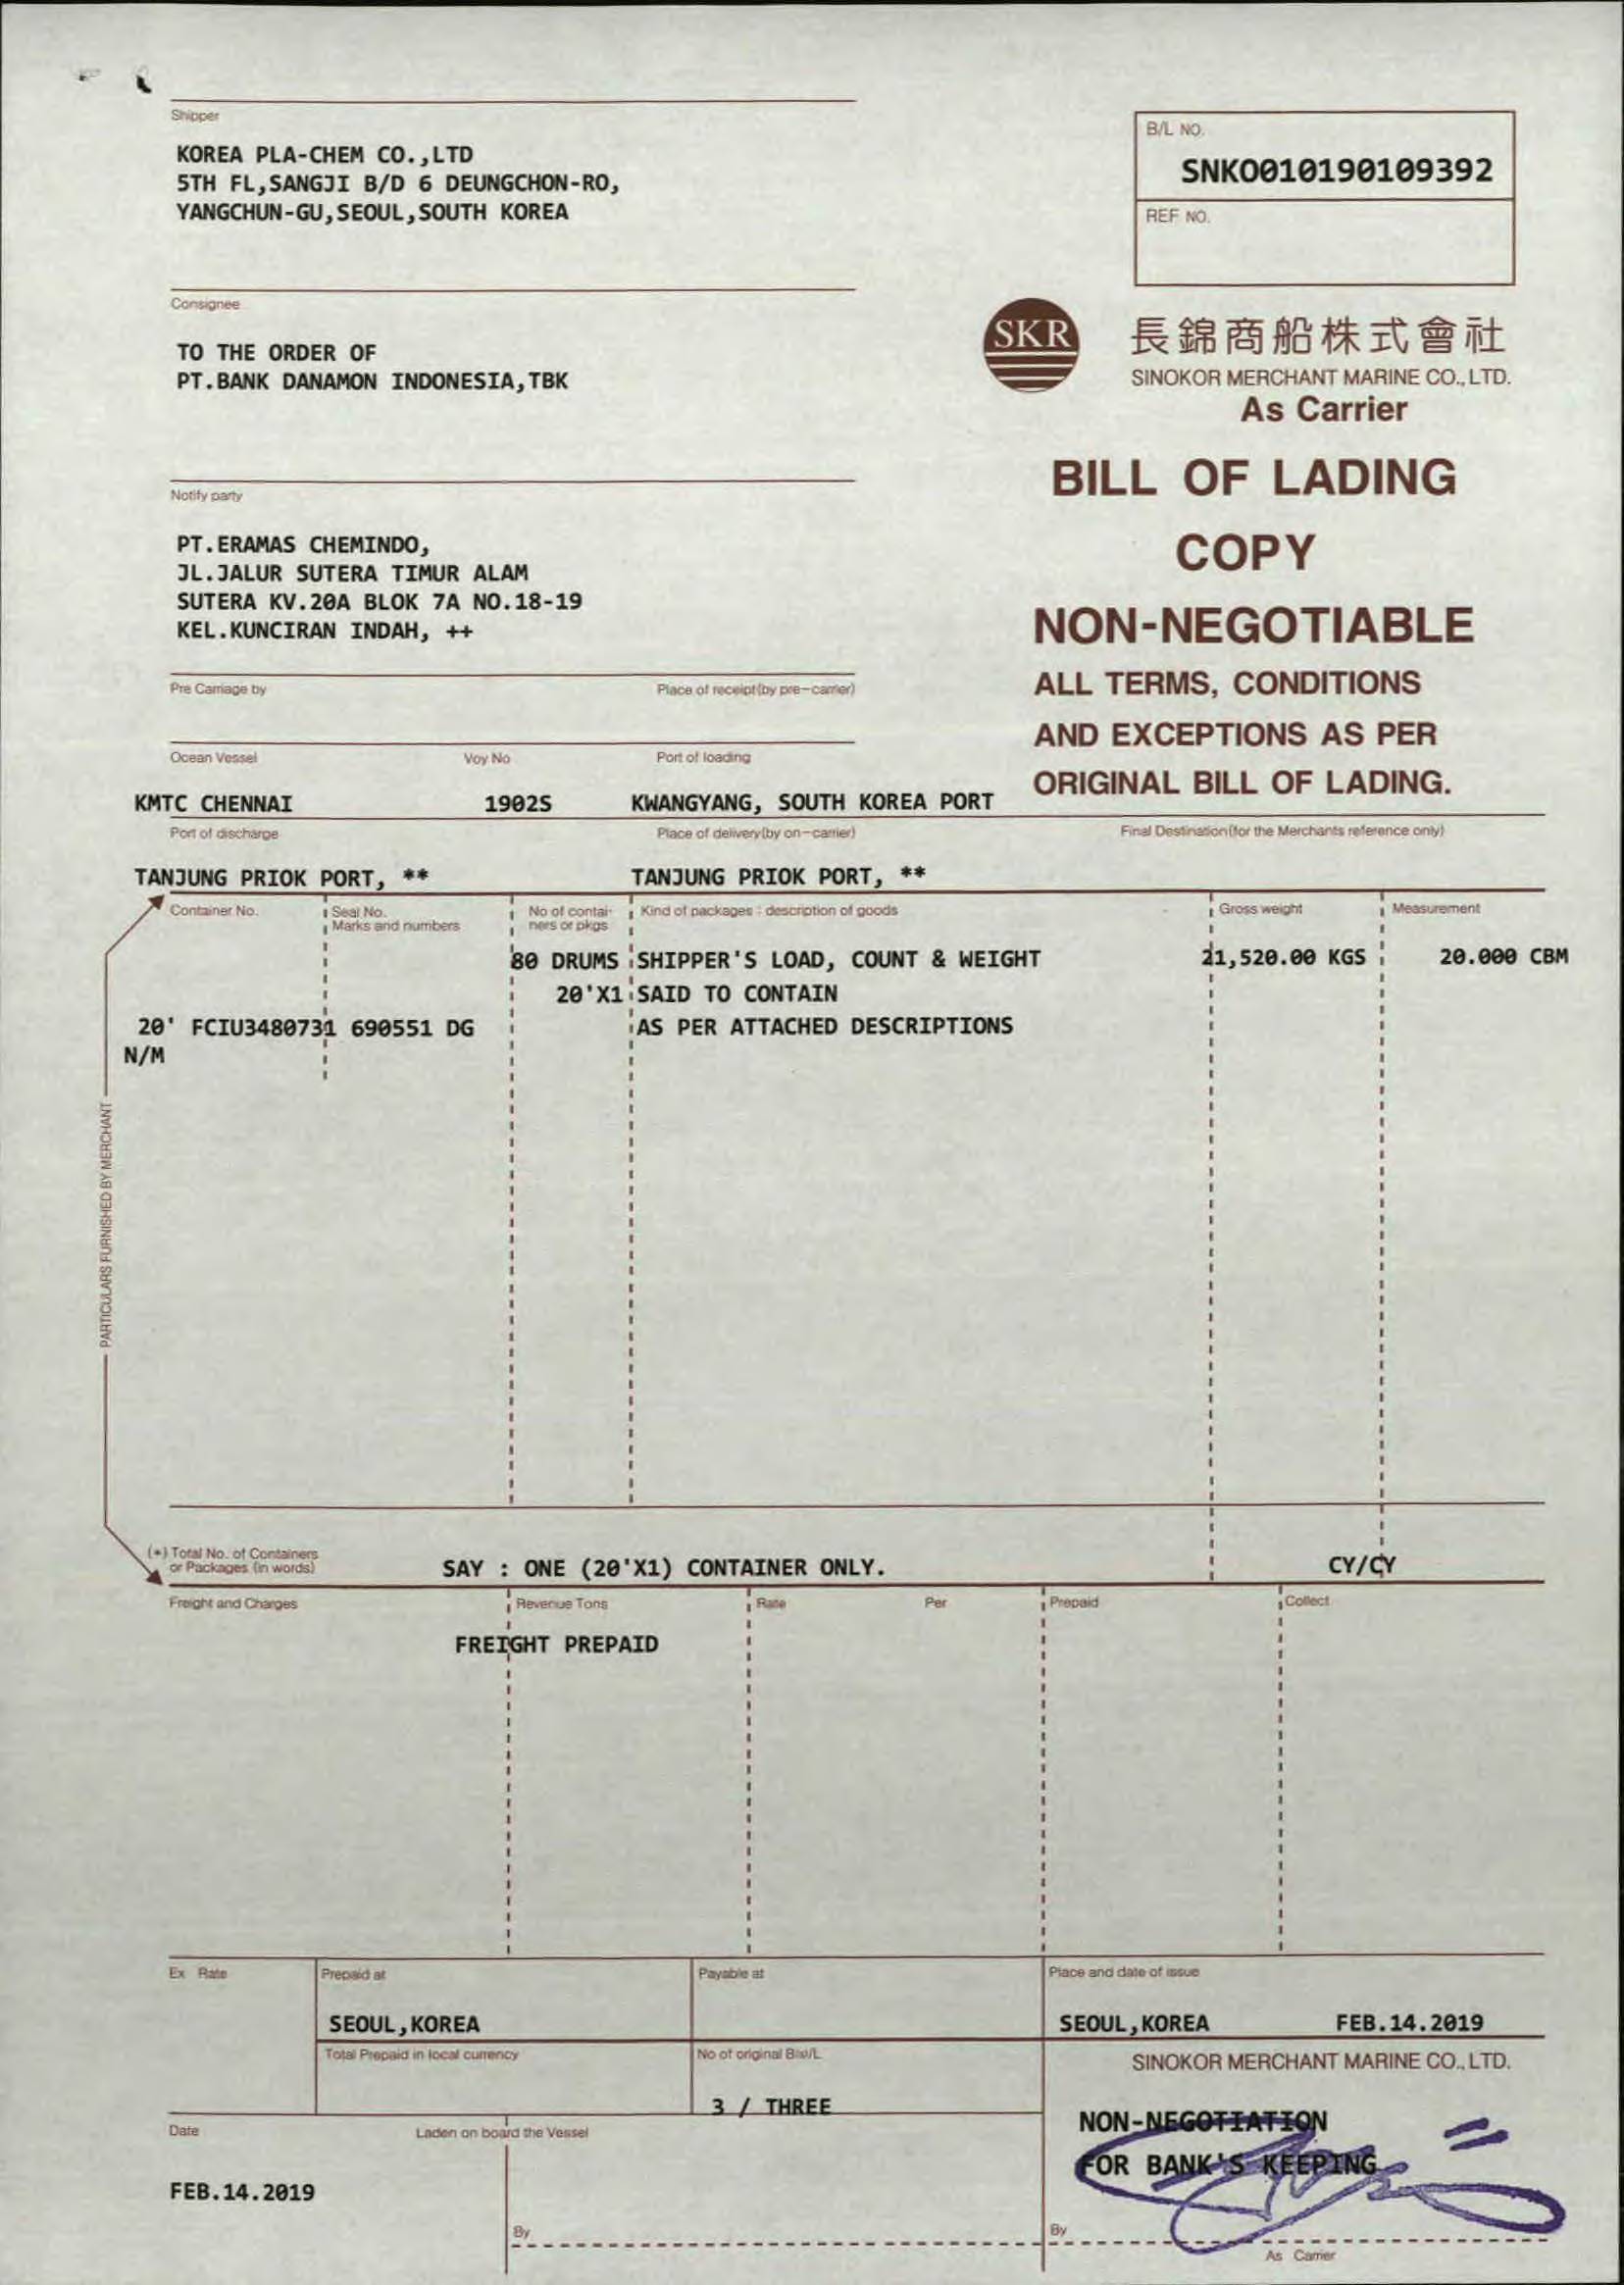 Shipper
KOREA PLA-CHEM CO.,LTD
5TH FL,SANGJI B/D 6 DEUNGCHON-RO,
YANGCHUN-GU,SEOUL,SOUTH KOREA
B/L NO.
SNKO010190109392
REF NO.
Consignee
TO THE ORDER OF
PT.BANK DANAMON INDONESIA,TBK
SKR
長錦商船株式會社
SINOKOR MERCHANT MARINE CO., LTD.
As Carrier
BILL OF LADING
COPY
NON-NEGOTIABLE
ALL TERMS, CONDITIONS
AND EXCEPTIONS AS PER
ORIGINAL BILL OF LADING.
Notify party
PT.ERAMAS CHEMINDO,
JL.JALUR SUTERA TIMUR ALAM
SUTERA KV.20A BLOK 7A NO.18-19
KEL.KUNCIRAN INDAH, ++
Pre Carriage by Place of receipt(by pre-carrier)
Ocean Vessel Voy No Port of loading
KMTC CHENNAI 1902S KWANGYANG, SOUTH KOREA PORT
Port of discharge Place of delivery(by on-carrier) Final Destination(for the Merchants reference only)
TANJUNG PRIOK PORT, ** TANJUNG PRIOK PORT, **
Container No. Seal No. No of contai- Kind of packages : description of goods Gross weight Measurement
Marks and numbers ners or pkgs
80 DRUMS SHIPPER'S LOAD, COUNT & WEIGHT 21,520.00 KGS 20.000 CBM
20'X1 SAID TO CONTAIN
20' FCIU3480731 690551 DG AS PER ATTACHED DESCRIPTIONS
N/M
PARTICULARS FURNISHED BY MERCHANT
(*) Total No. of Containers
or Packages (in words)
SAY : ONE (20'X1) CONTAINER ONLY. CY/CY
Freight and Charges Revenue Tons Rate Per Prepaid Collect
FREIGHT PREPAID
Ex Rate Prepaid at Payable at Place and date of issue
SEOUL,KOREA SEOUL,KOREA FEB.14.2019
Total Prepaid in local currency No of original B(s)/L SINOKOR MERCHANT MARINE CO., LTD.
3 / THREE
Date Laden on board the Vessel
NON-NEGOTIATION
FOR BANK'S KEEPING
FEB.14.2019
By By
As Carrier